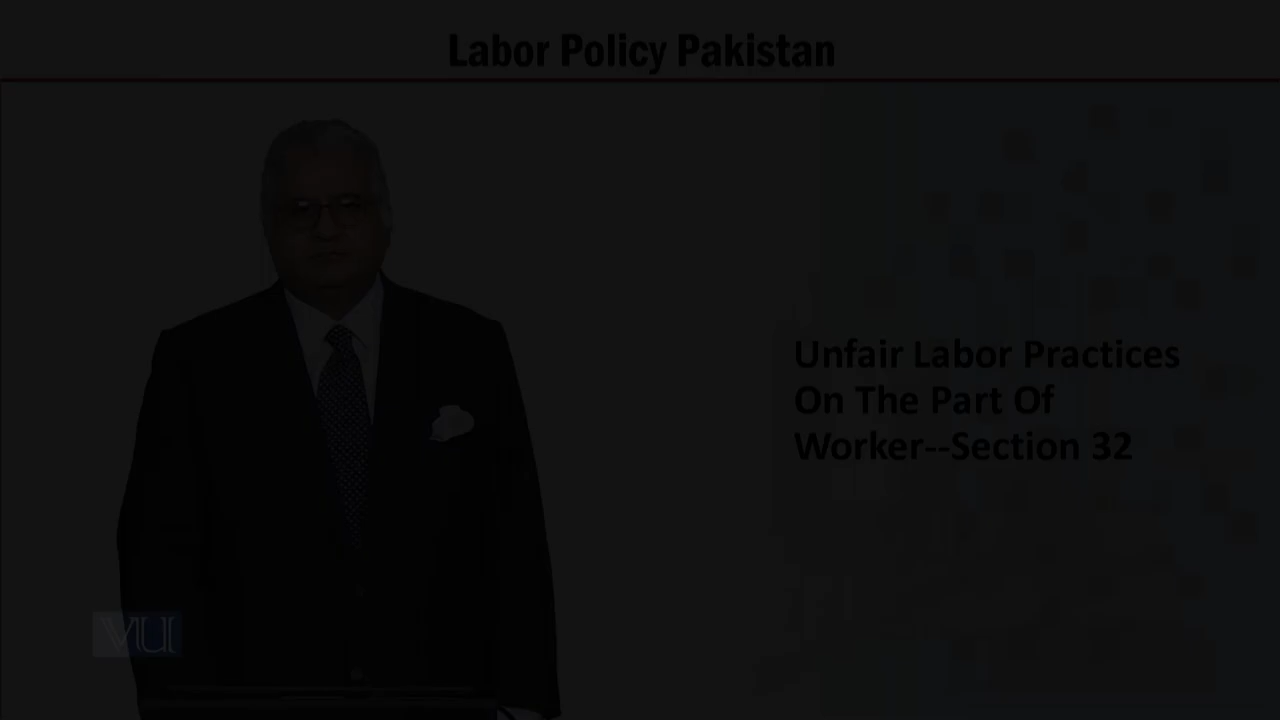 Labor Policy Pakistan
Unfair Labor Practices
On The Part Of
Worker--Section 32
VU